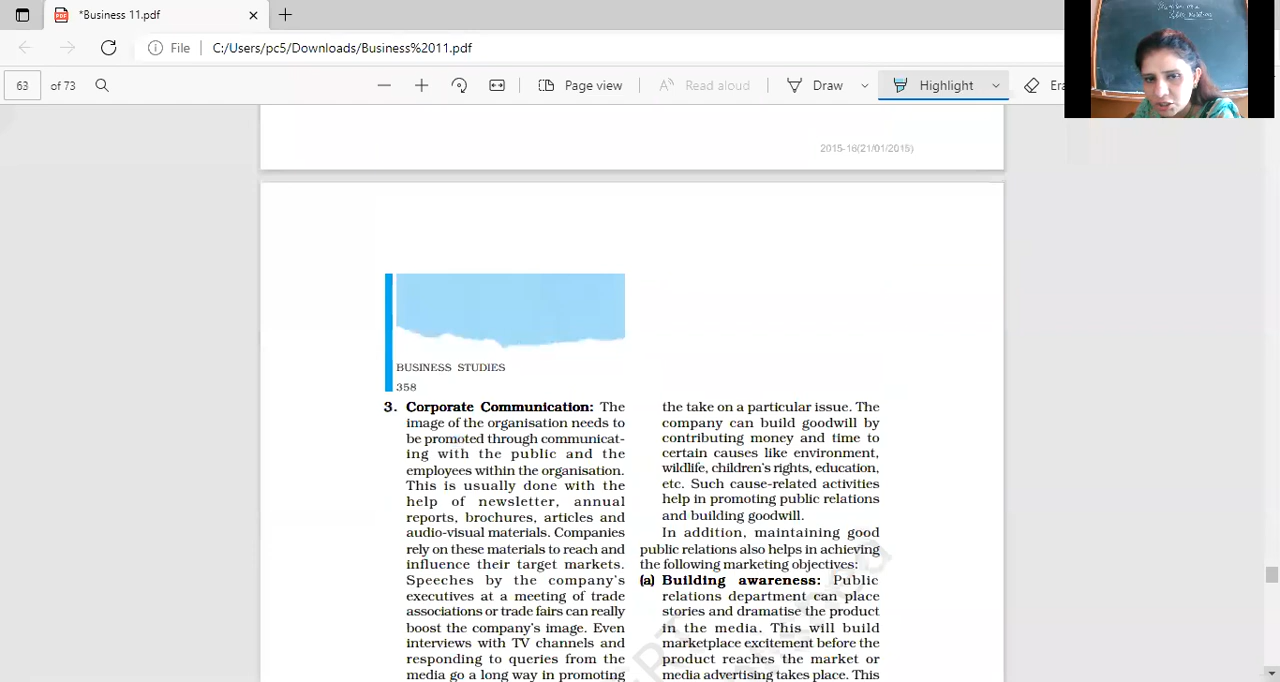 *Business 11.pdf
File
C:/Users/pc5/Downloads/Business%2011.pdf
63 of 73
Page view
Read aloud
Draw
Highlight
Era
2015-16(21/01/2015)
BUSINESS STUDIES
358
3. Corporate Communication: The
image of the organisation needs to
be promoted through communicat-
ing with the public and the
employees within the organisation.
This is usually done with the
help of newsletter, annual
reports, brochures, articles and
audio-visual materials. Companies
rely on these materials to reach and
influence their target markets.
Speeches by the company's
executives at a meeting of trade
associations or trade fairs can really
boost the company's image. Even
interviews with TV channels and
responding to queries from the
media go a long way in promoting
the take on a particular issue. The
company can build goodwill by
contributing money and time to
certain causes like environment,
wildlife, children's rights, education,
etc. Such cause-related activities
help in promoting public relations
and building goodwill.
In addition, maintaining good
public relations also helps in achieving
the following marketing objectives:
(a) Building awareness: Public
relations department can place
stories and dramatise the product
in the media. This will build
marketplace excitement before the
product reaches the market or
media advertising takes place. This